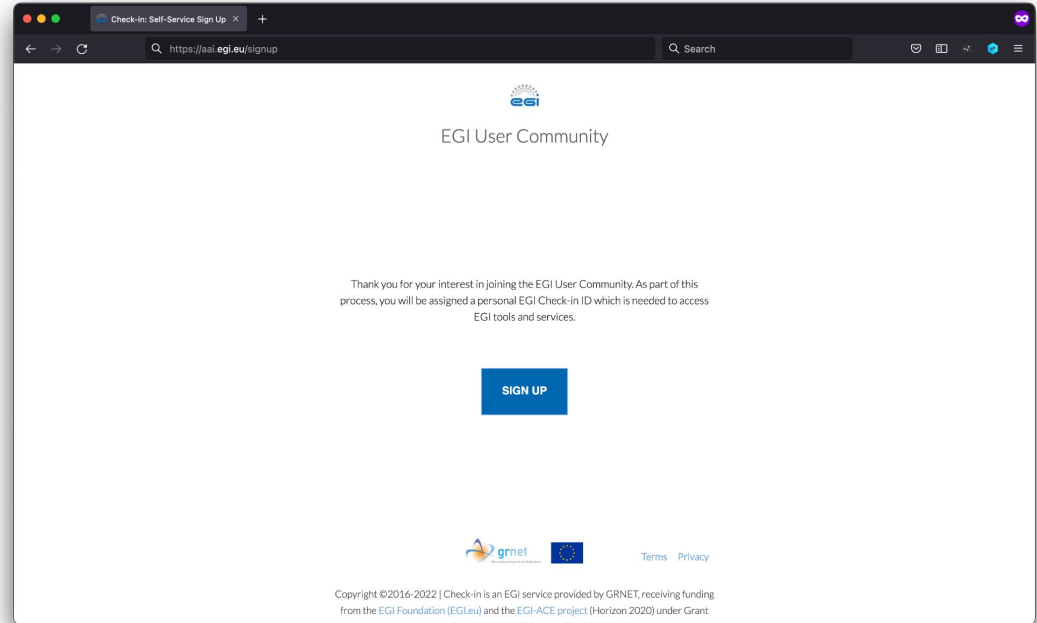 Check-in: Self-Service Sign Up
https://aai.egi.eu/signup
Search
egi
EGI User Community
Thank you for your interest in joining the EGI User Community. As part of this
process, you will be assigned a personal EGI Check-in ID which is needed to access
EGI tools and services.
SIGN UP
grnet
Terms Privacy
Copyright ©2016-2022 | Check-in is an EGI service provided by GRNET, receiving funding
from the EGI Foundation (EGI.eu) and the EGI-ACE project (Horizon 2020) under Grant